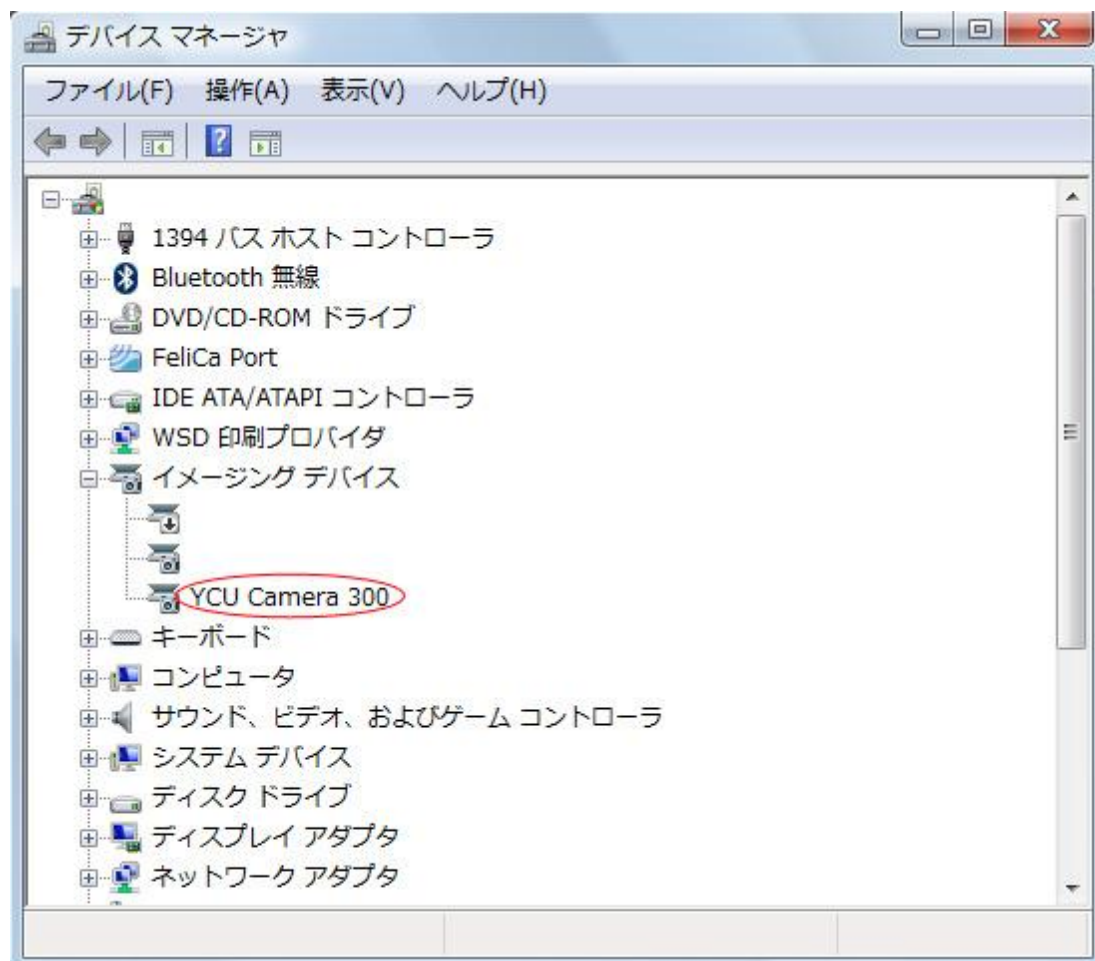 デバイス マネージャ
ファイル(F) 操作(A) 表示(V) ヘルプ(H)
1394 バス ホスト コントローラ
Bluetooth 無線
DVD/CD-ROM ドライブ
FeliCa Port
IDE ATA/ATAPI コントローラ
WSD 印刷プロバイダ
イメージング デバイス
YCU Camera 300
キーボード
コンピュータ
サウンド、ビデオ、およびゲーム コントローラ
システム デバイス
ディスク ドライブ
ディスプレイ アダプタ
ネットワーク アダプタ